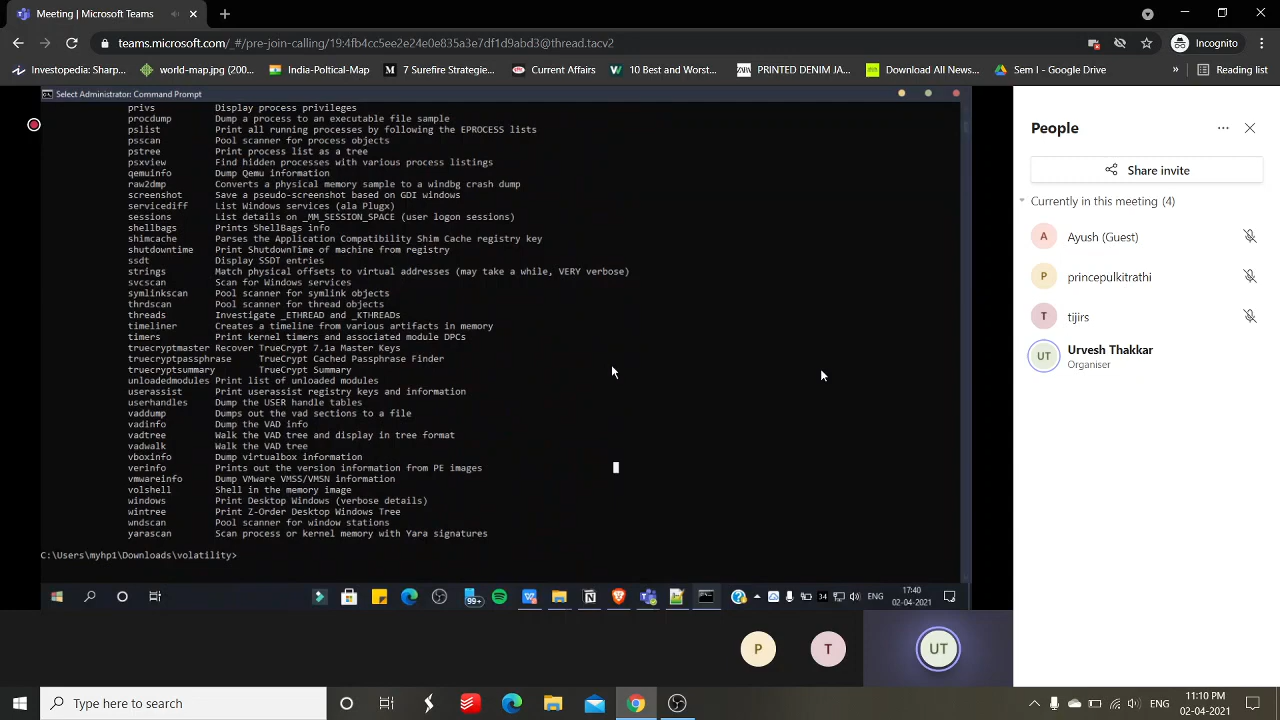 Meeting | Microsoft Teams
teams.microsoft.com/_#/pre-join-calling/19:4fb4cc5ee2e24e0e835a3e7df1d9abd3@thread.tacv2
Incognito
Investopedia: Sharp...
world-map.jpg (200...
India-Poltical-Map
7 Surefire Strategie...
Current Affairs
10 Best and Worst...
PRINTED DENIM JA...
Download All News...
Sem I - Google Drive
»
Reading list
Select Administrator: Command Prompt
privs Display process privileges
procdump Dump a process to an executable file sample
pslist Print all running processes by following the EPROCESS lists
psscan Pool scanner for process objects
pstree Print process list as a tree
psxview Find hidden processes with various process listings
qemuinfo Dump Qemu information
raw2dmp Converts a physical memory sample to a windbg crash dump
screenshot Save a pseudo-screenshot based on GDI windows
servicediff List Windows services (ala Plugx)
sessions List details on _MM_SESSION_SPACE (user logon sessions)
shellbags Prints ShellBags info
shimcache Parses the Application Compatibility Shim Cache registry key
shutdowntime Print ShutdownTime of machine from registry
ssdt Display SSDT entries
strings Match physical offsets to virtual addresses (may take a while, VERY verbose)
svcscan Scan for Windows services
symlinkscan Pool scanner for symlink objects
thrdscan Pool scanner for thread objects
threads Investigate _ETHREAD and _KTHREADs
timeliner Creates a timeline from various artifacts in memory
timers Print kernel timers and associated module DPCs
truecryptmaster Recover TrueCrypt 7.1a Master Keys
truecryptpassphrase TrueCrypt Cached Passphrase Finder
truecryptsummary TrueCrypt Summary
unloadedmodules Print list of unloaded modules
userassist Print userassist registry keys and information
userhandles Dump the USER handle tables
vaddump Dumps out the vad sections to a file
vadinfo Dump the VAD info
vadtree Walk the VAD tree and display in tree format
vadwalk Walk the VAD tree
vboxinfo Dump virtualbox information
verinfo Prints out the version information from PE images
vmwareinfo Dump VMware VMSS/VMSN information
volshell Shell in the memory image
windows Print Desktop Windows (verbose details)
wintree Print Z-Order Desktop Windows Tree
wndscan Pool scanner for window stations
yarascan Scan process or kernel memory with Yara signatures
C:\Users\myhp1\Downloads\volatility>
99+
34
ENG
17:40
02-04-2021
People
Share invite
Currently in this meeting (4)
A
Ayush (Guest)
P
princepulkitrathi
T
tijirs
UT
Urvesh Thakkar
Organiser
P
T
UT
Type here to search
ENG
11:10 PM
02-04-2021